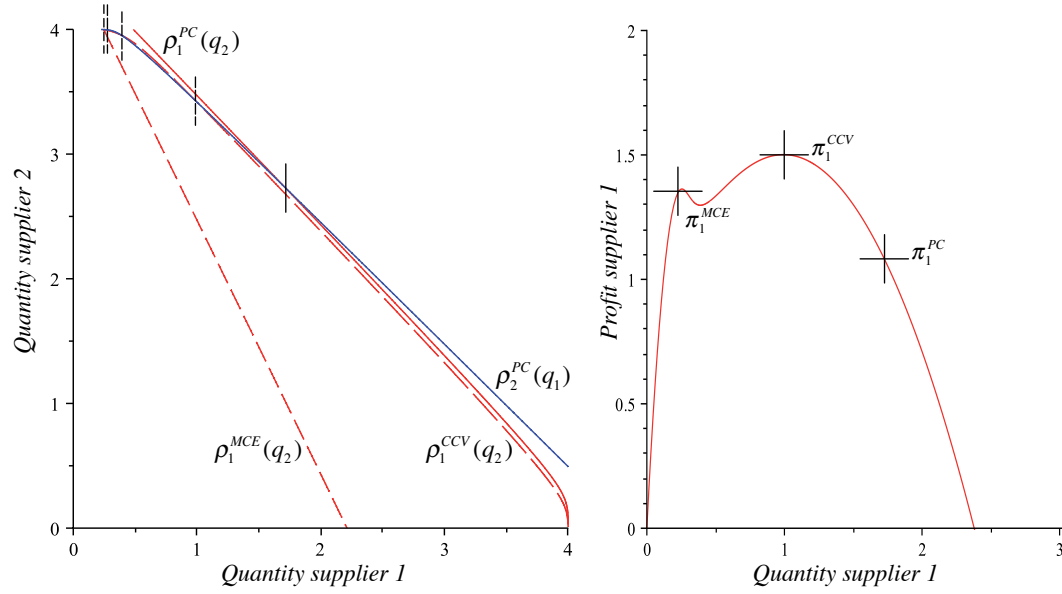 4
3
2
1
0
0
1
2
3
4
Quantity supplier 2
Quantity supplier 1
ρ₁ᴾᶜ(q₂)
ρ₂ᴾᶜ(q₁)
ρ₁ᴹᶜᴱ(q₂)
ρ₁ᶜᶜⱽ(q₂)
2
1.5
1
0.5
0
0
1
2
3
Profit supplier 1
Quantity supplier 1
π₁ᶜᶜⱽ
π₁ᴹᶜᴱ
π₁ᴾᶜ